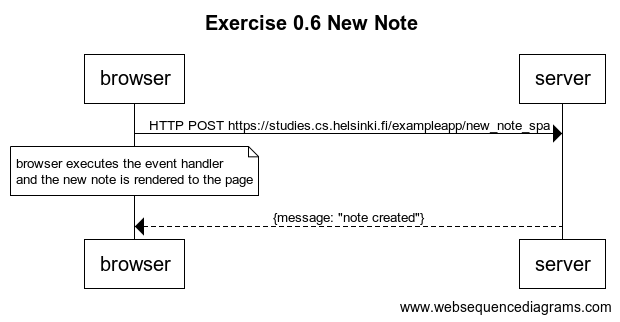 Exercise 0.6 New Note
browser
server
HTTP POST https://studies.cs.helsinki.fi/exampleapp/new_note_spa
browser executes the event handler
and the new note is rendered to the page
{message: "note created"}
browser
server
www.websequencediagrams.com